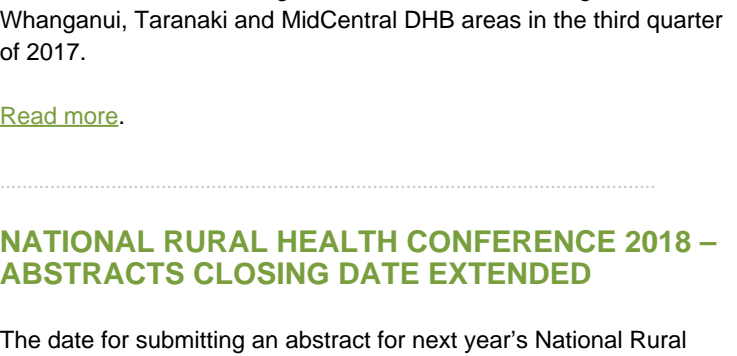 Whanganui, Taranaki and MidCentral DHB areas in the third quarter
of 2017.
Read more.
NATIONAL RURAL HEALTH CONFERENCE 2018 –
ABSTRACTS CLOSING DATE EXTENDED
The date for submitting an abstract for next year's National Rural